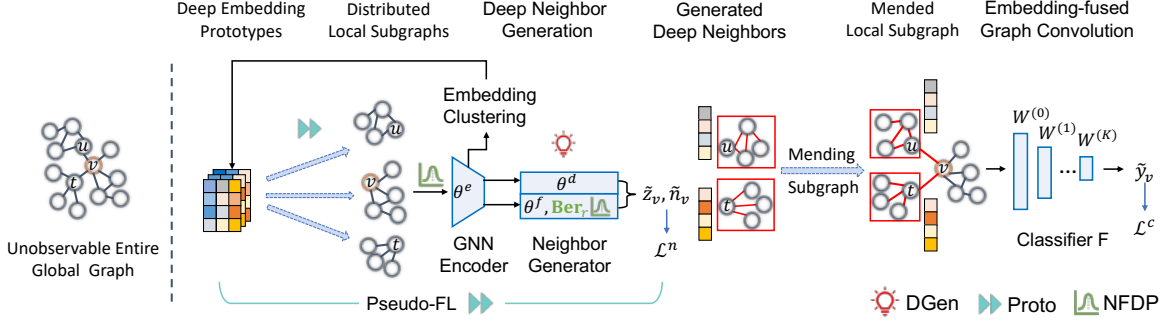 Deep Embedding
Prototypes
Distributed
Local Subgraphs
Deep Neighbor
Generation
Generated
Deep Neighbors
Mended
Local Subgraph
Embedding-fused
Graph Convolution
Unobservable Entire
Global Graph
u
v
t
u
v
t
Embedding
Clustering
θ^e
GNN
Encoder
θ^d
θ^f, Ber_r
Neighbor
Generator
z̃_v, ñ_v
ℒ^n
Pseudo-FL
u
t
Mending
Subgraph
u
v
t
W^(0)
W^(1)
...
W^(K)
Classifier F
ỹ_v
ℒ^c
DGen
Proto
NFDP